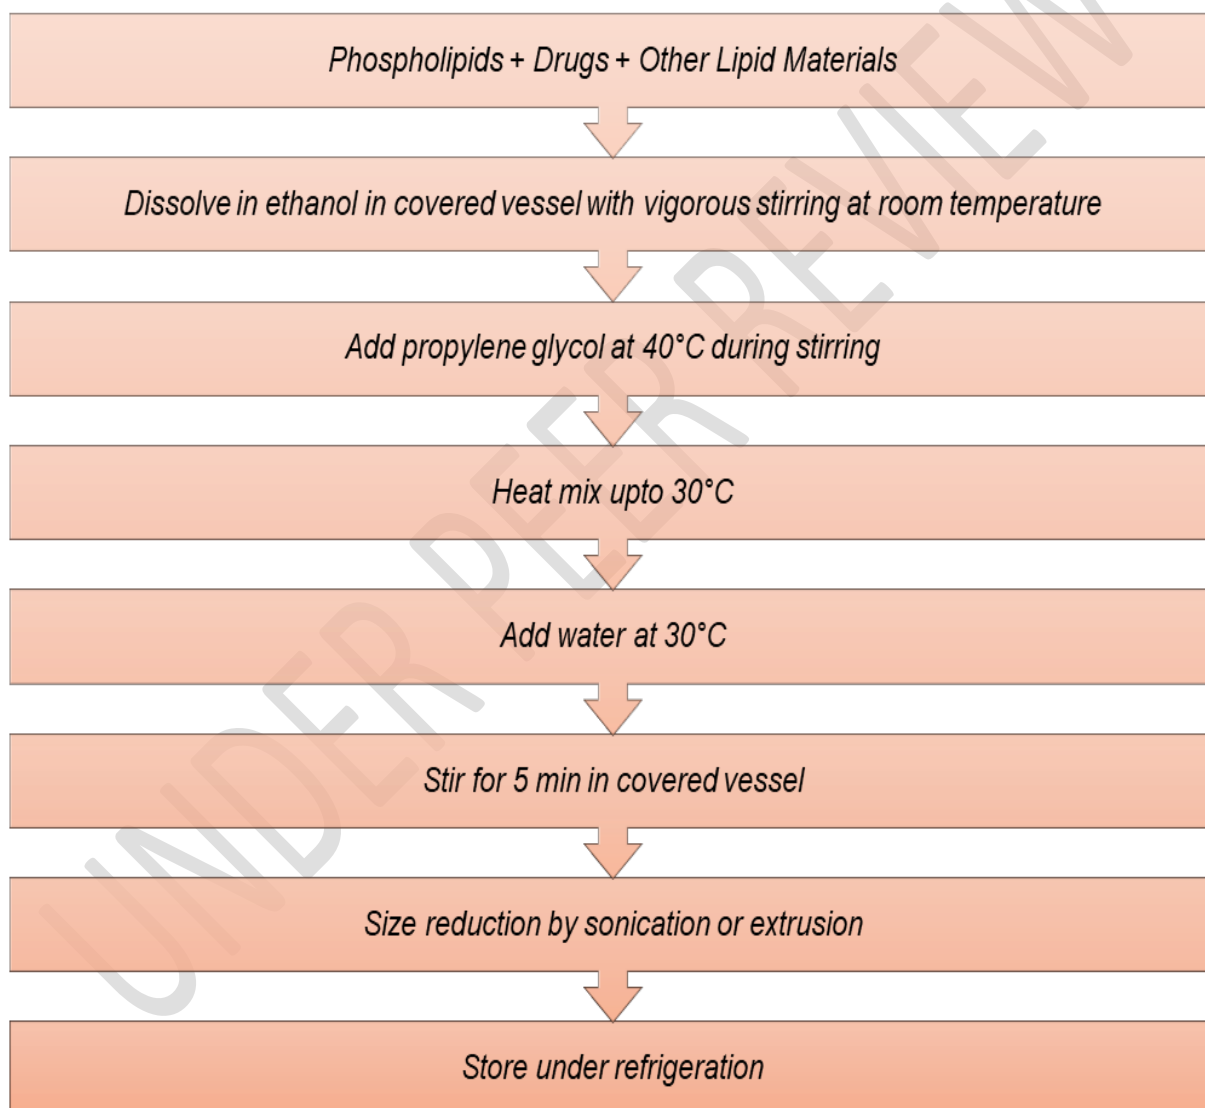 Phospholipids + Drugs + Other Lipid Materials
Dissolve in ethanol in covered vessel with vigorous stirring at room temperature
Add propylene glycol at 40°C during stirring
Heat mix upto 30°C
Add water at 30°C
Stir for 5 min in covered vessel
Size reduction by sonication or extrusion
Store under refrigeration
UNDER PEER REVIEW